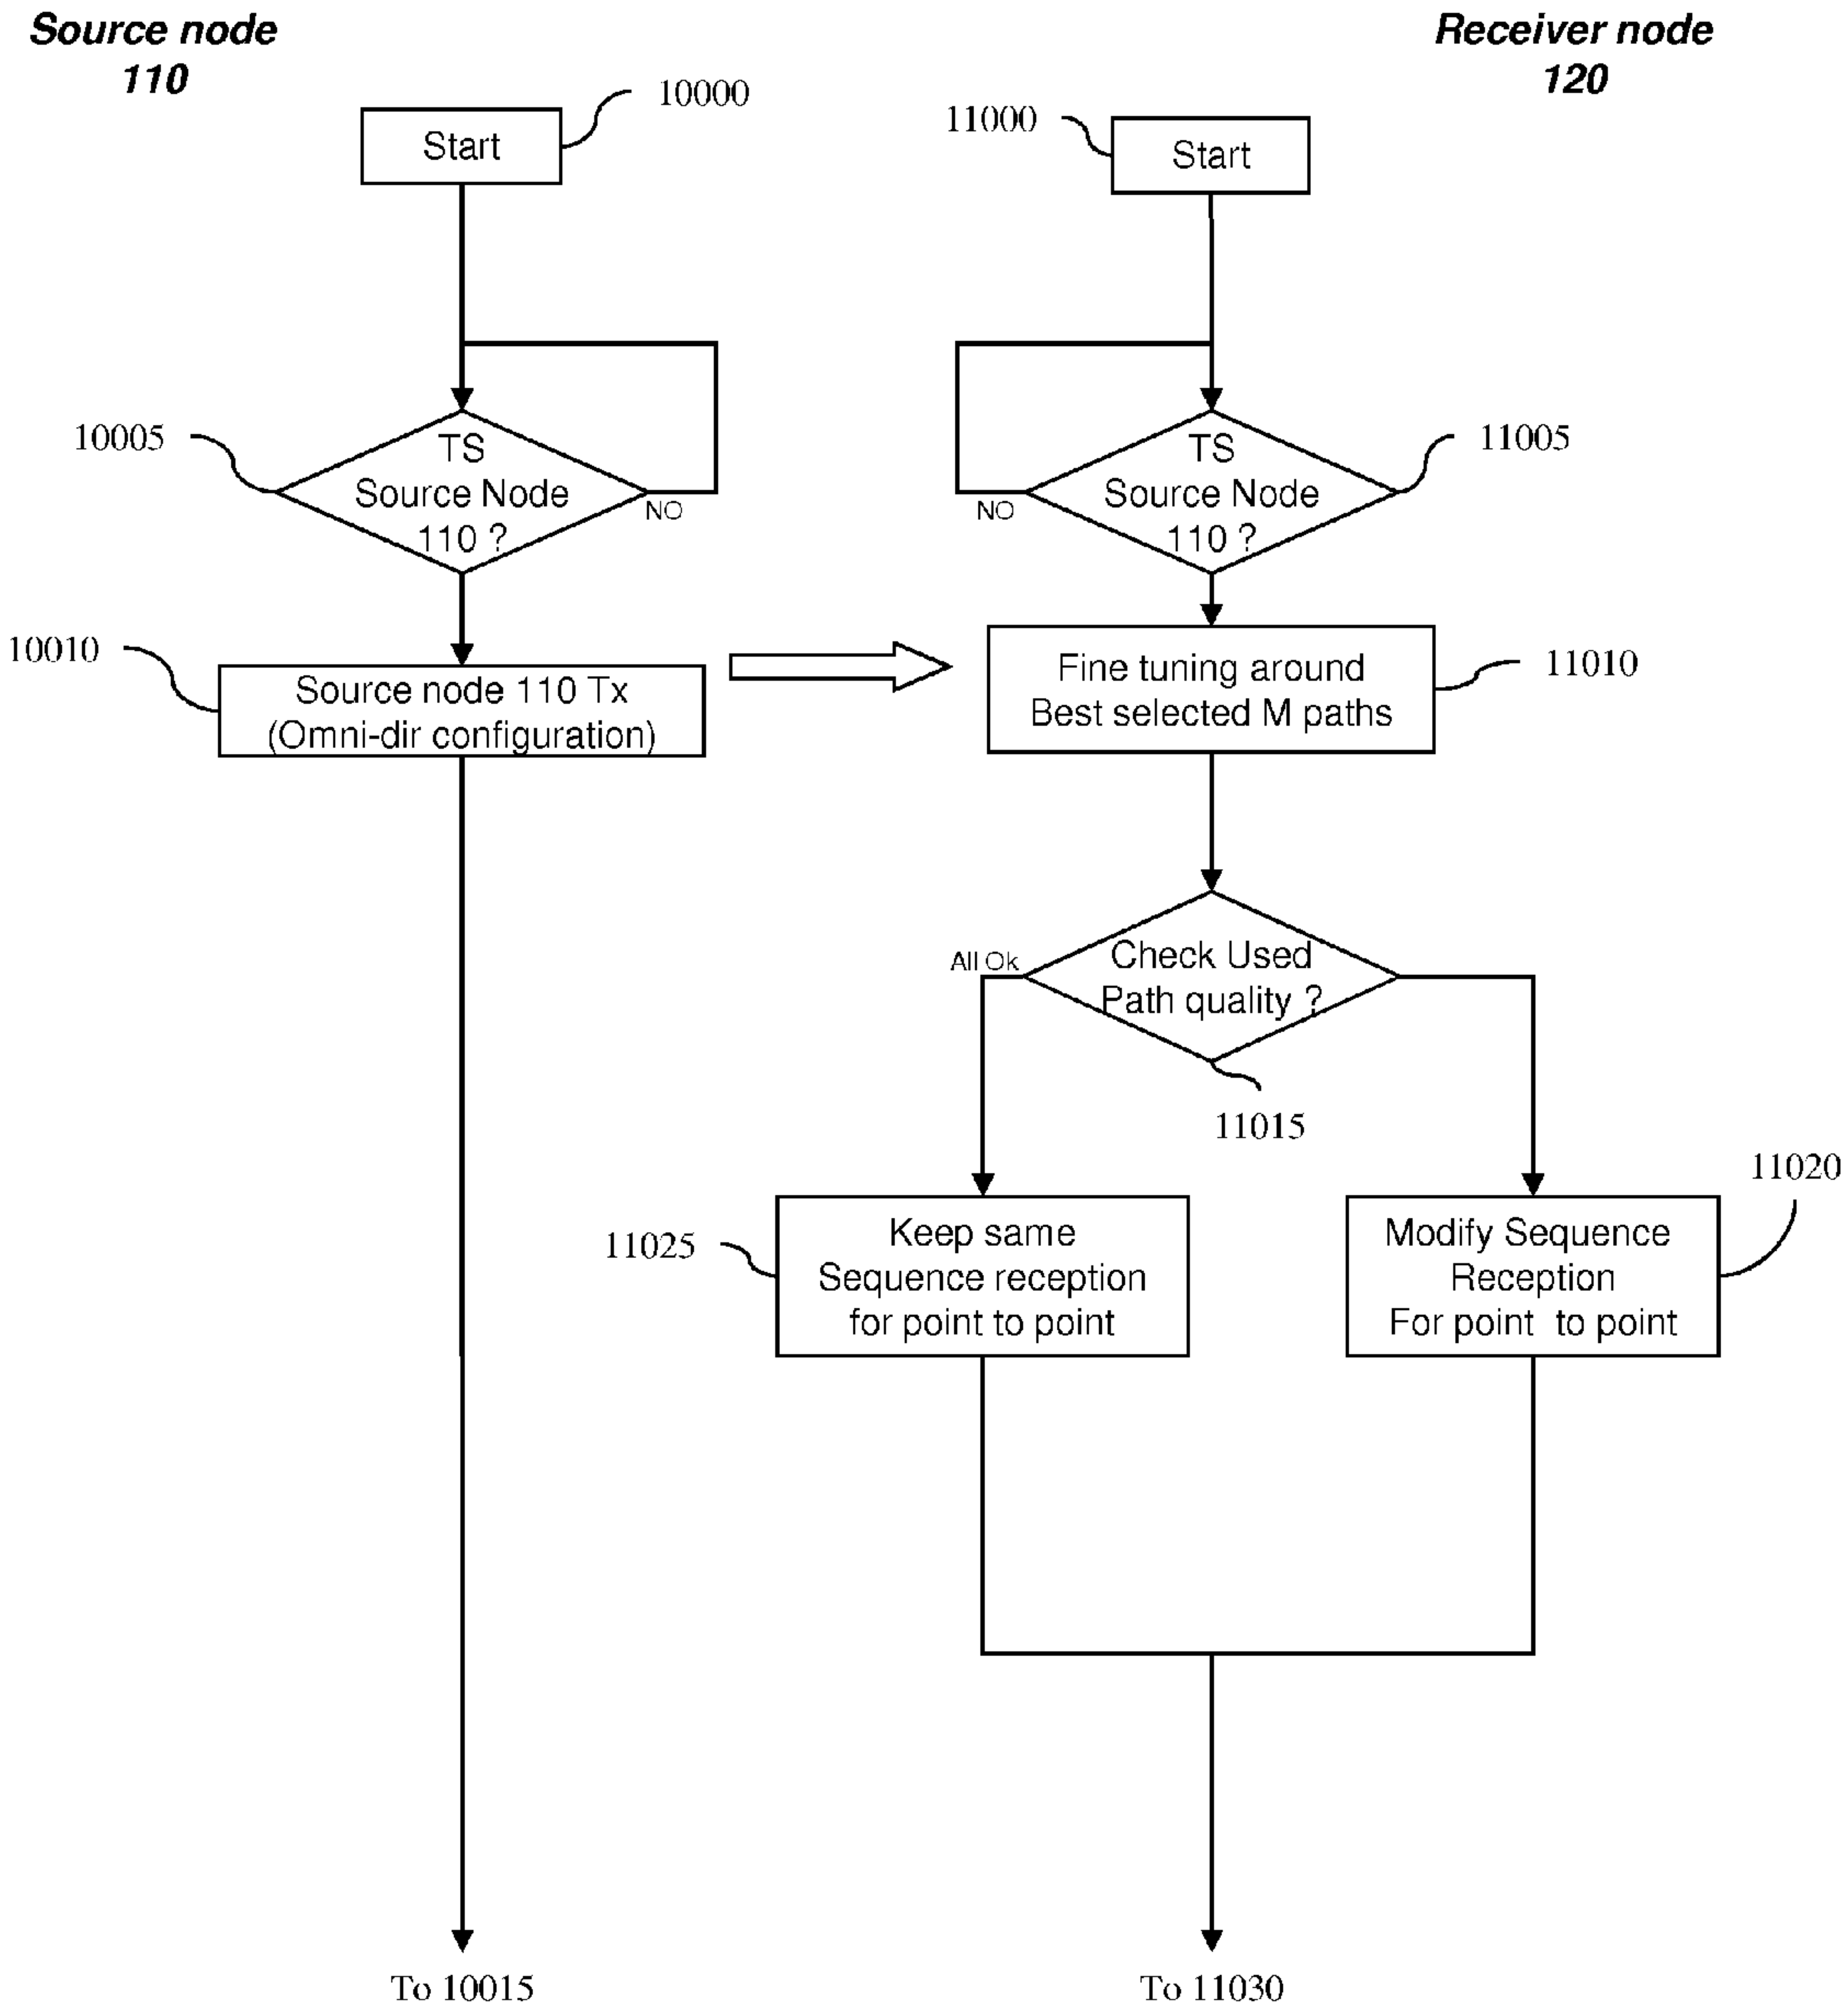 Source node
110
Receiver node
120
10000
Start
11000
Start
10005
TS
Source Node
110 ?
NO
TS
Source Node
110 ?
NO
11005
10010
Source node 110 Tx
(Omni-dir configuration)
Fine tuning around
Best selected M paths
11010
All Ok
Check Used
Path quality ?
11015
11020
11025
Keep same
Sequence reception
for point to point
Modify Sequence
Reception
For point to point
To 10015
To 11030